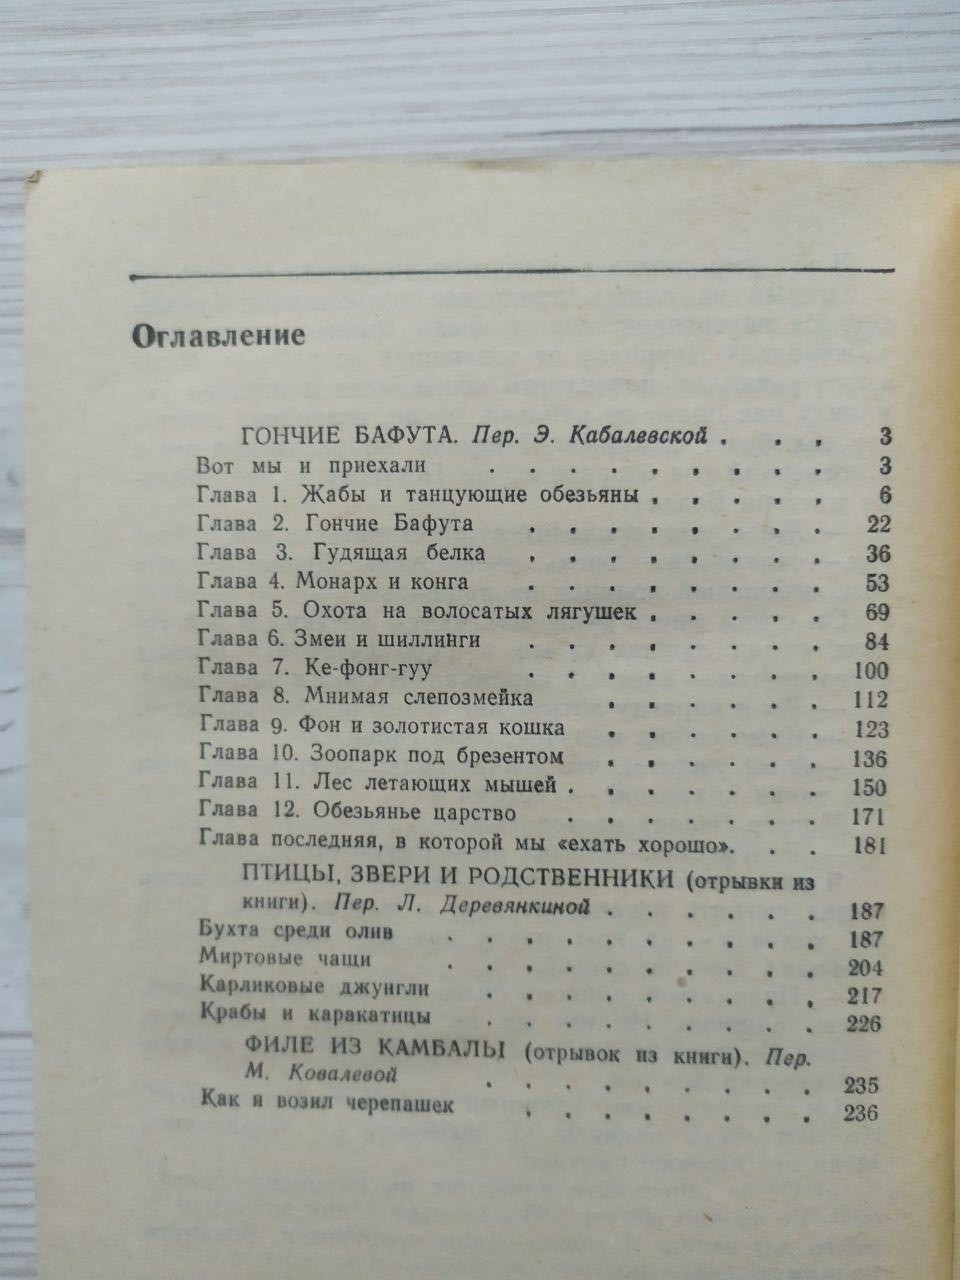 Оглавление
ГОНЧИЕ БАФУТА. Пер. Э. Кабалевской . . . . 3
Вот мы и приехали . . . . . . . . . 3
Глава 1. Жабы и танцующие обезьяны . . . . . 6
Глава 2. Гончие Бафута . . . . . . . . 22
Глава 3. Гудящая белка . . . . . . . . 36
Глава 4. Монарх и конга . . . . . . . . 53
Глава 5. Охота на волосатых лягушек . . . . . 69
Глава 6. Змеи и шиллинги . . . . . . . . 84
Глава 7. Ке-фонг-гуу . . . . . . . . 100
Глава 8. Мнимая слепозмейка . . . . . . 112
Глава 9. Фон и золотистая кошка . . . . . . 123
Глава 10. Зоопарк под брезентом . . . . . . 136
Глава 11. Лес летающих мышей . . . . . . . 150
Глава 12. Обезьянье царство . . . . . . . 171
Глава последняя, в которой мы «ехать хорошо». . . 181
ПТИЦЫ, ЗВЕРИ И РОДСТВЕННИКИ (отрывки из
книги). Пер. Л. Деревянкиной . . . . . . 187
Бухта среди олив . . . . . . . . . . 187
Миртовые чащи . . . . . . . . . . 204
Карликовые джунгли . . . . . . . . . 217
Крабы и каракатицы . . . . . . . . . 226
ФИЛЕ ИЗ КАМБАЛЫ (отрывок из книги). Пер.
М. Ковалевой . . . . . . . . . 235
Как я возил черепашек . . . . . . . . 236